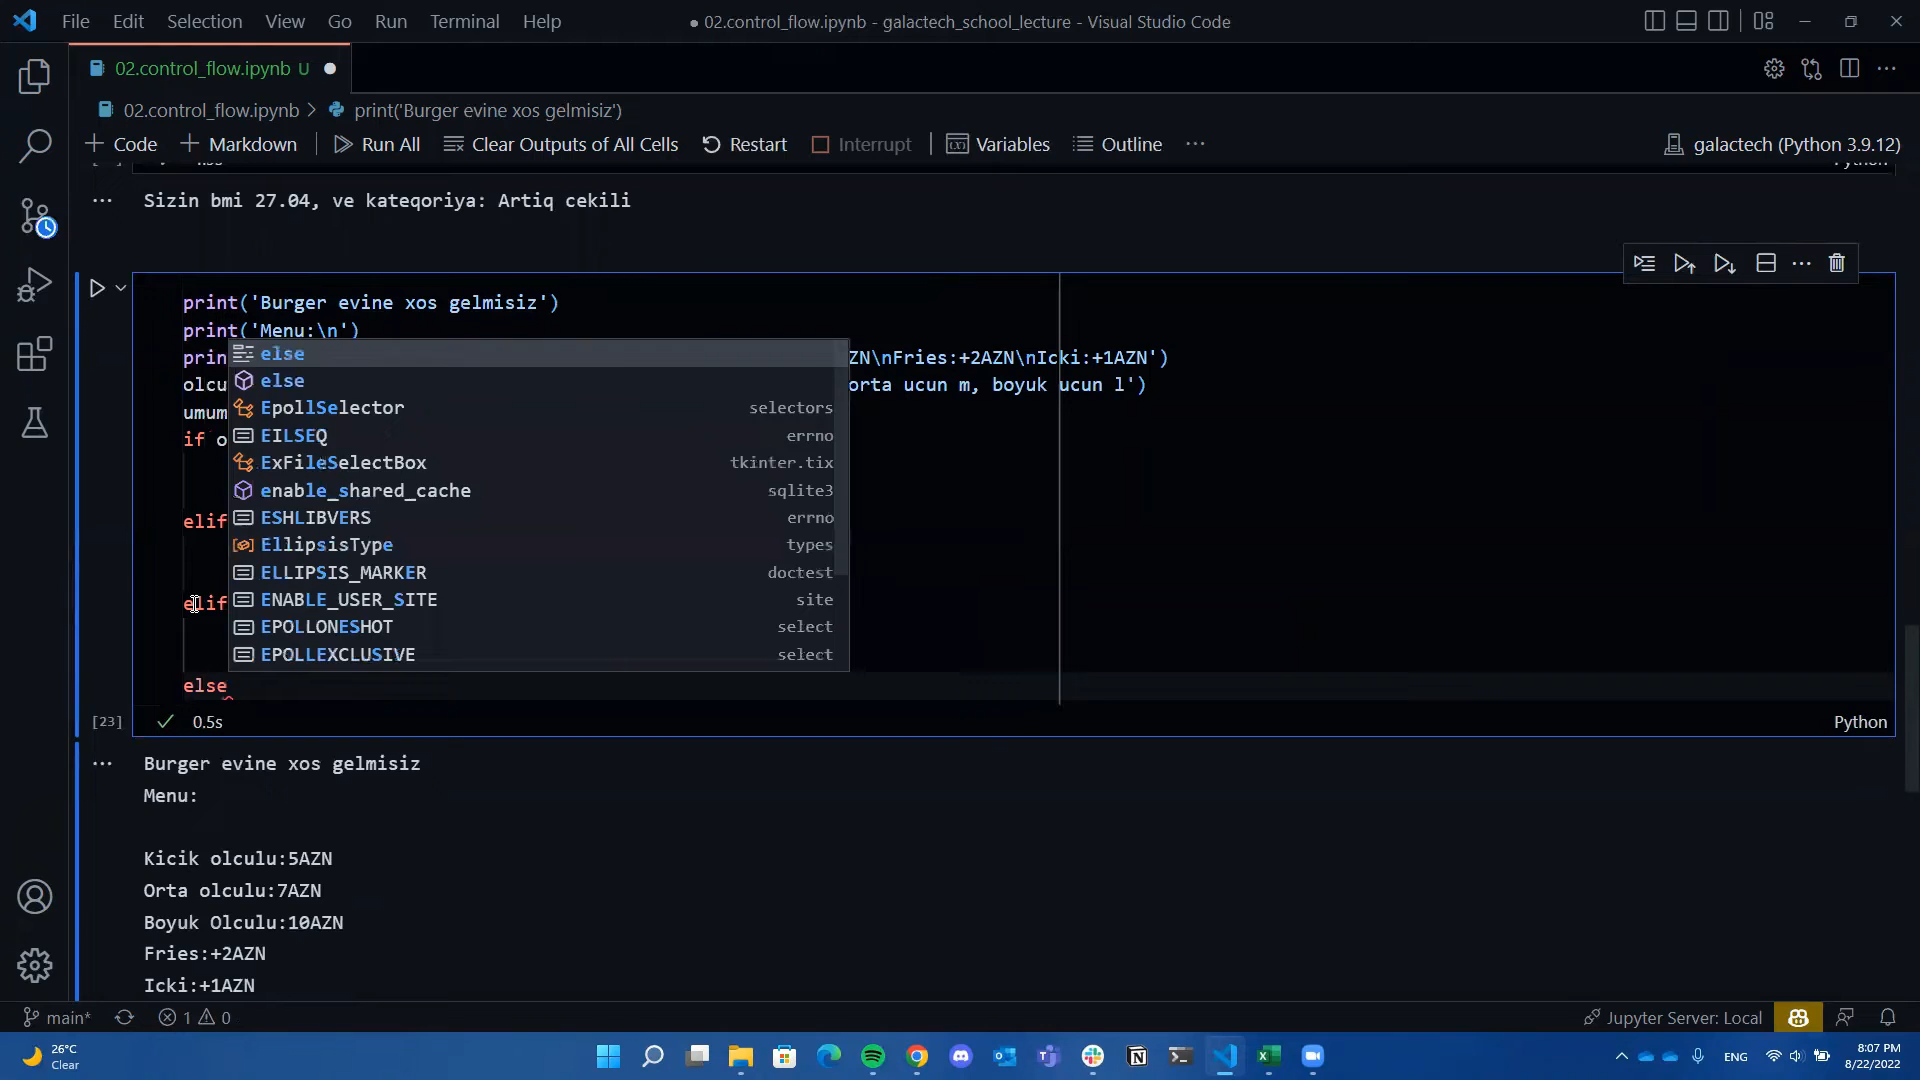 File Edit Selection View Go Run Terminal Help
● 02.control_flow.ipynb - galactech_school_lecture - Visual Studio Code
02.control_flow.ipynb U ●
02.control_flow.ipynb > print('Burger evine xos gelmisiz')
+ Code + Markdown Run All Clear Outputs of All Cells Restart Interrupt Variables Outline ... galactech (Python 3.9.12)
Sizin bmi 27.04, ve kateqoriya: Artiq cekili
print('Burger evine xos gelmisiz')
print('Menu:\n')
prin ZN\nFries:+2AZN\nIcki:+1AZN')
olcu orta ucun m, boyuk ucun l')
umum
if o
elif
elif
else
else
else
EpollSelector selectors
EILSEQ errno
ExFileSelectBox tkinter.tix
enable_shared_cache sqlite3
ESHLIBVERS errno
EllipsisType types
ELLIPSIS_MARKER doctest
ENABLE_USER_SITE site
EPOLLONESHOT select
EPOLLEXCLUSIVE select
[23] 0.5s Python
Burger evine xos gelmisiz
Menu:
Kicik olculu:5AZN
Orta olculu:7AZN
Boyuk Olculu:10AZN
Fries:+2AZN
Icki:+1AZN
main* 1 0 Jupyter Server: Local
26°C
Clear
ENG
8:07 PM
8/22/2022